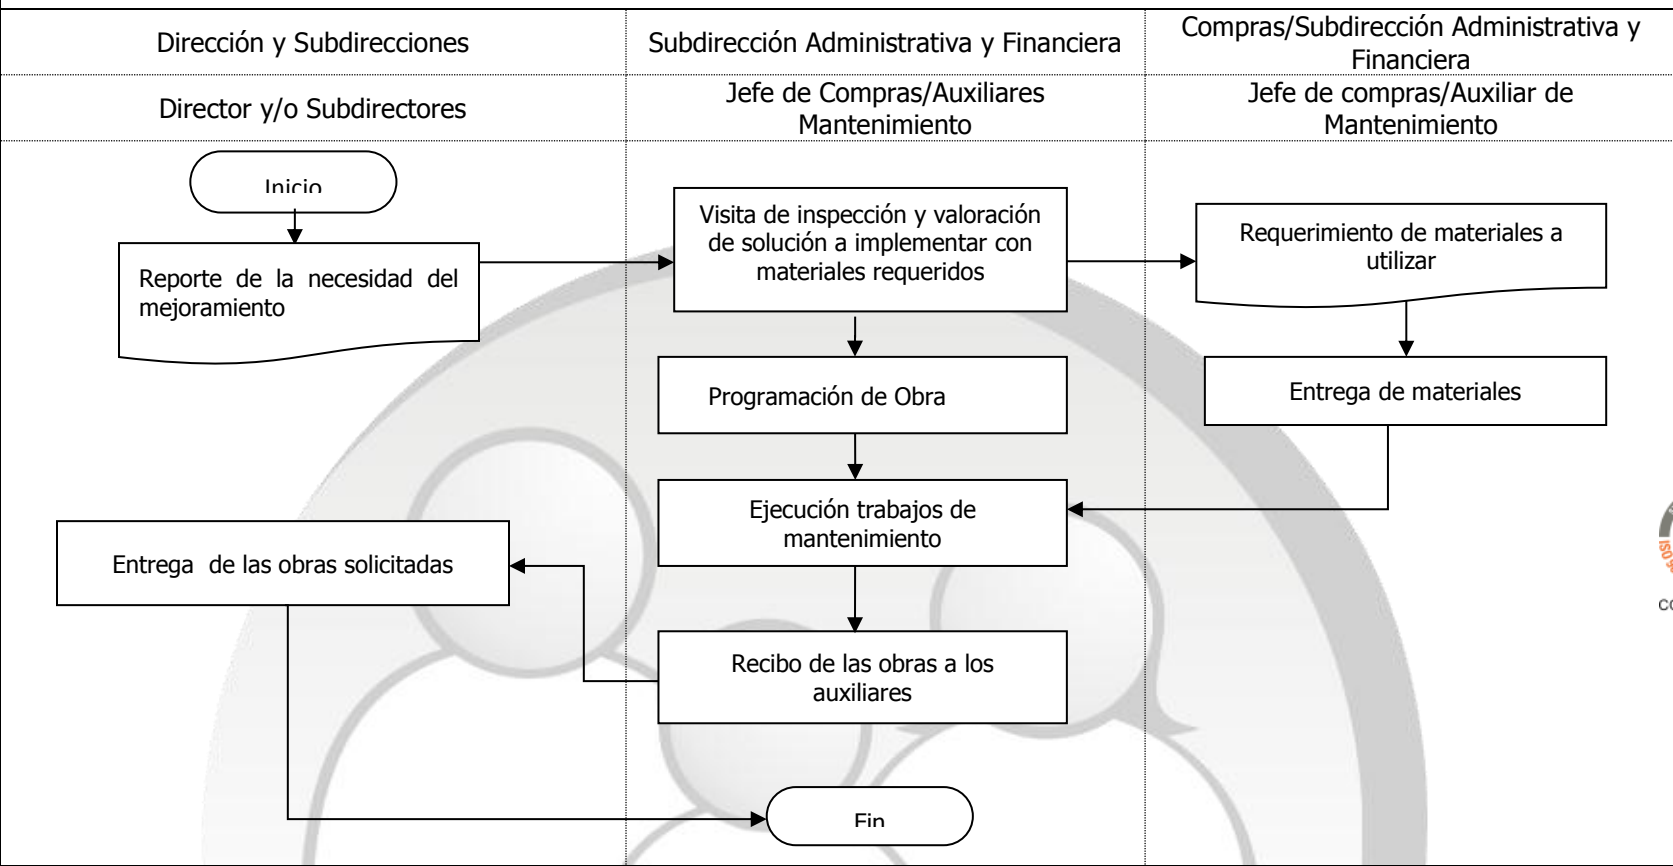 Dirección y Subdirecciones
Subdirección Administrativa y Financiera
Compras/Subdirección Administrativa y
Financiera
Director y/o Subdirectores
Jefe de Compras/Auxiliares
Mantenimiento
Jefe de compras/Auxiliar de
Mantenimiento
Inicio
Reporte de la necesidad del
mejoramiento
Visita de inspección y valoración
de solución a implementar con
materiales requeridos
Requerimiento de materiales a
utilizar
Programación de Obra
Entrega de materiales
Ejecución trabajos de
mantenimiento
Entrega de las obras solicitadas
Recibo de las obras a los
auxiliares
Fin